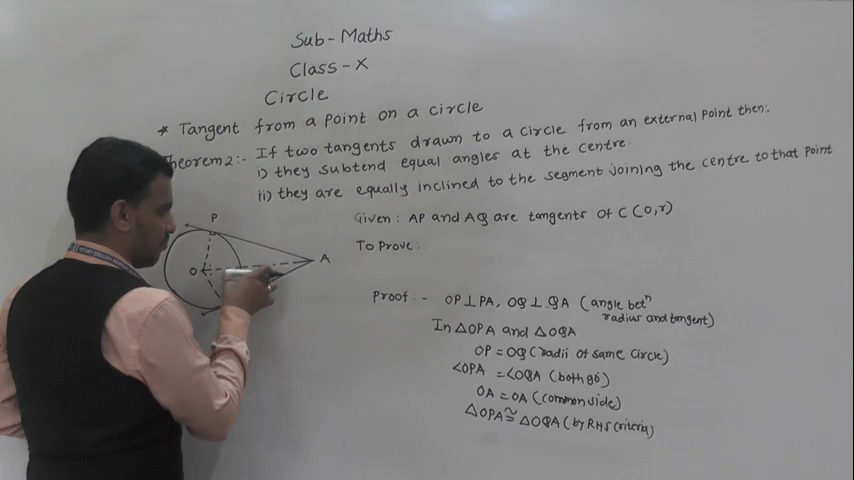 Sub-Maths
Class-X
Circle
* Tangent from a point on a circle
Theorem 2:- If two tangents drawn to a circle from an external point then:
i) they subtend equal angles at the centre.
ii) they are equally inclined to the segment joining the centre to that point
Given: AP and AQ are tangents of C(O,r)
To Prove:
P
O
A
Proof:- OP⊥PA, OQ⊥QA (angle betⁿ
radius and tangent)
In △OPA and △OQA
OP = OQ (radii of same circle)
<OPA = <OQA (both 90)
OA = OA (common side)
△OPA ≅ △OQA (by RHS criteria)